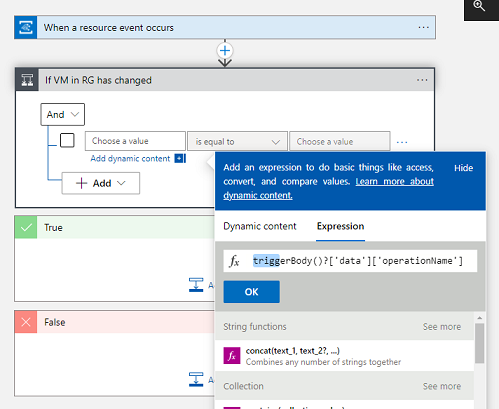 When a resource event occurs
If VM in RG has changed
And
Choose a value
is equal to
Choose a value
Add dynamic content
Add
Add an expression to do basic things like access,
convert, and compare values. Learn more about
dynamic content.
Hide
Dynamic content
Expression
fx triggerBody()?['data']['operationName']
OK
String functions
See more
fx concat(text_1, text_2?, ...)
Combines any number of strings together
Collection
See more
True
False